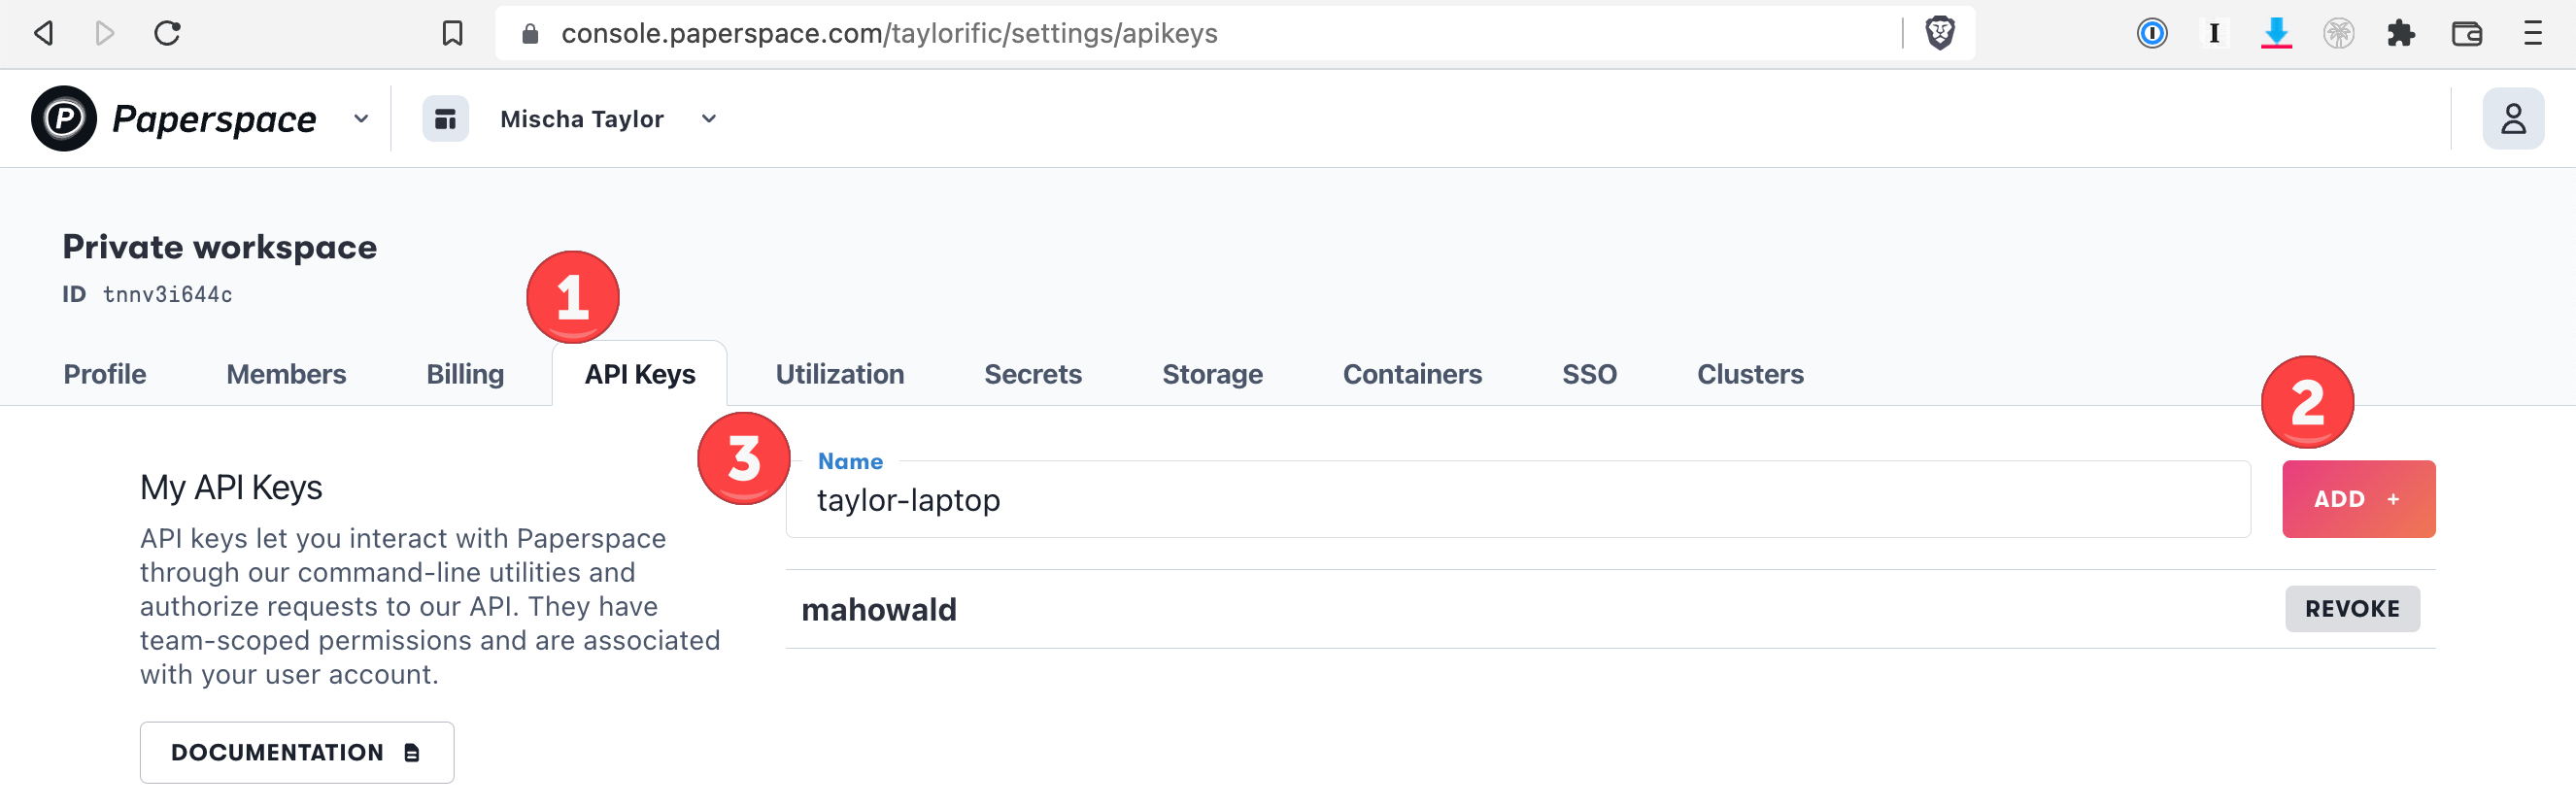 console.paperspace.com/taylorific/settings/apikeys
I
P Paperspace
Mischa Taylor
Private workspace
ID tnnv3i644c
1
Profile Members Billing API Keys Utilization Secrets Storage Containers SSO Clusters
2
3
Name
taylor-laptop
ADD +
My API Keys
API keys let you interact with Paperspace
through our command-line utilities and
authorize requests to our API. They have
team-scoped permissions and are associated
with your user account.
mahowald
REVOKE
DOCUMENTATION